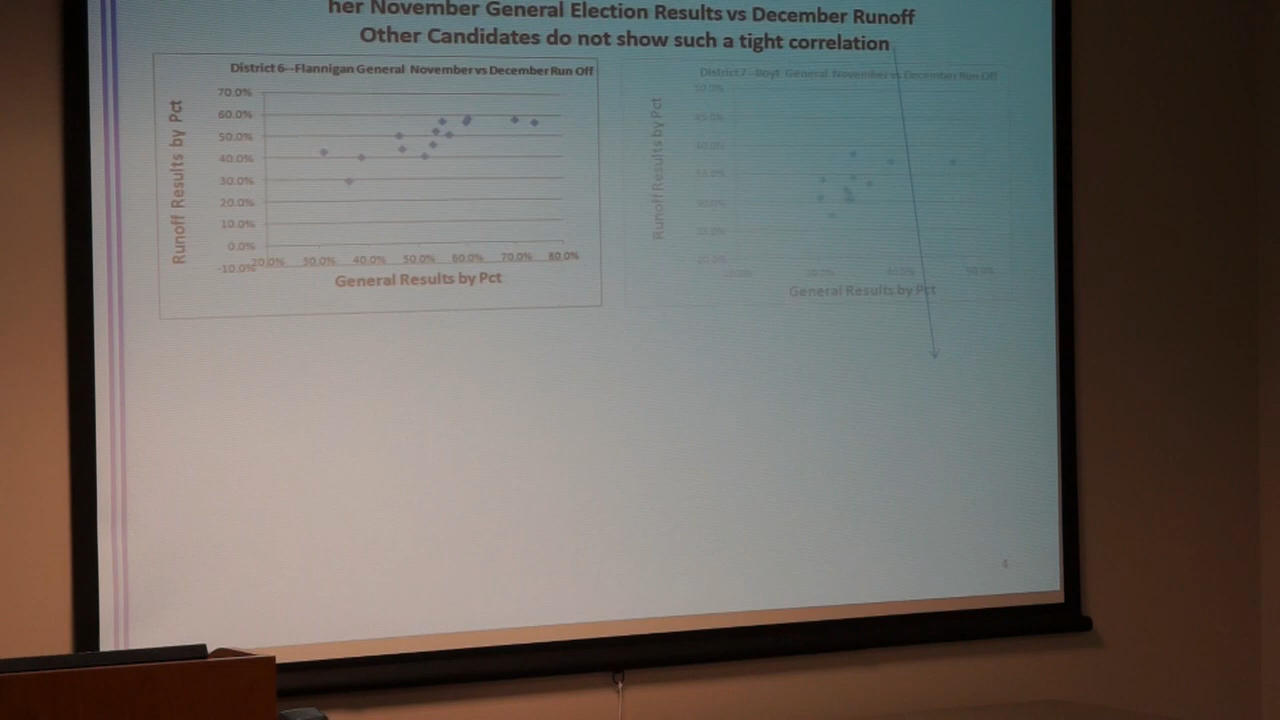 her November General Election Results vs December Runoff
Other Candidates do not show such a tight correlation
District 6--Flannigan General November vs December Run Off
Runoff Results by Pct
70.0%
60.0%
50.0%
40.0%
30.0%
20.0%
10.0%
0.0%
-10.0%
20.0% 30.0% 40.0% 50.0% 60.0% 70.0% 80.0%
General Results by Pct
District 7--Boyt General November vs December Run Off
Runoff Results by Pct
General Results by Pct
4